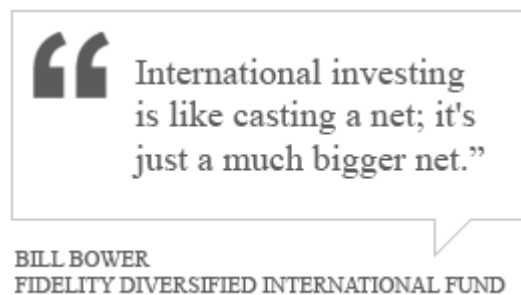 “ International investing
is like casting a net; it's
just a much bigger net.”
BILL BOWER
FIDELITY DIVERSIFIED INTERNATIONAL FUND